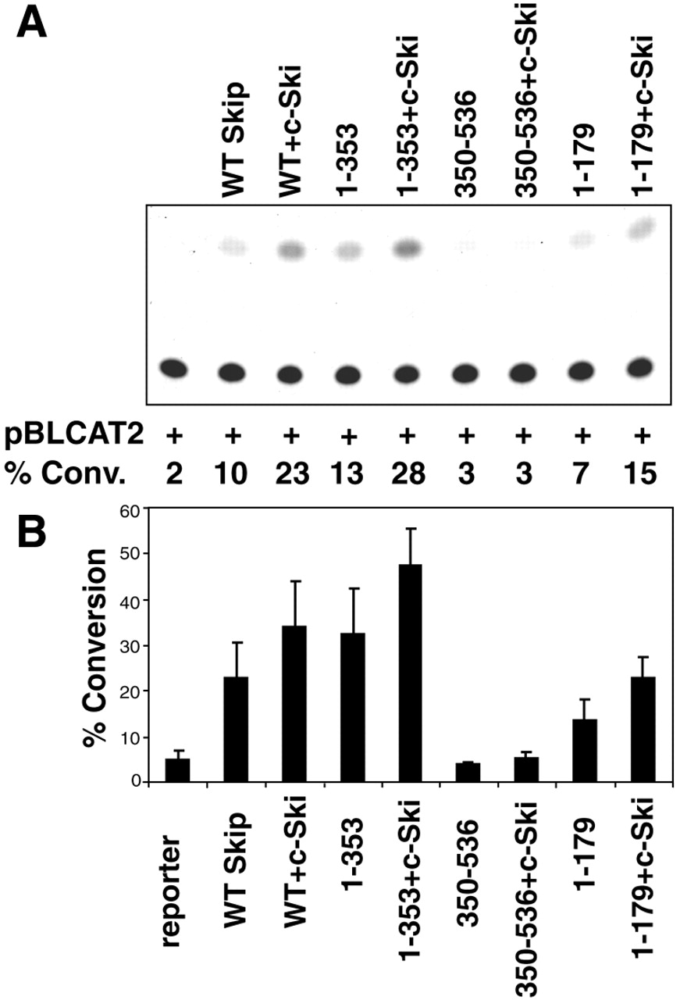 A
WT Skip
WT+c-Ski
1-353
1-353+c-Ski
350-536
350-536+c-Ski
1-179
1-179+c-Ski
pBLCAT2 + + + + + + + + +
% Conv. 2 10 23 13 28 3 3 7 15
B
% Conversion
60
50
40
30
20
10
0
reporter
WT Skip
WT+c-Ski
1-353
1-353+c-Ski
350-536
350-536+c-Ski
1-179
1-179+c-Ski